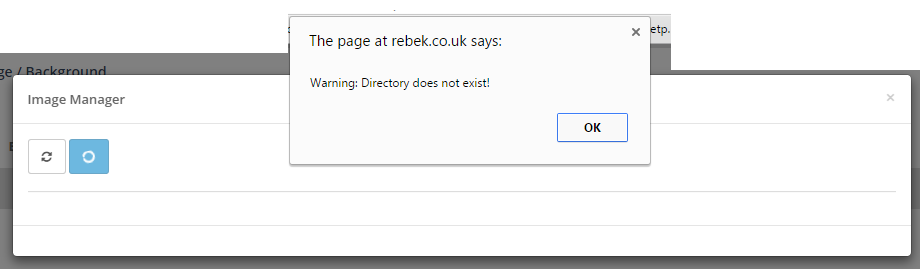 The page at rebek.co.uk says:
etp.
Warning: Directory does not exist!
OK
ge / Background
Image Manager